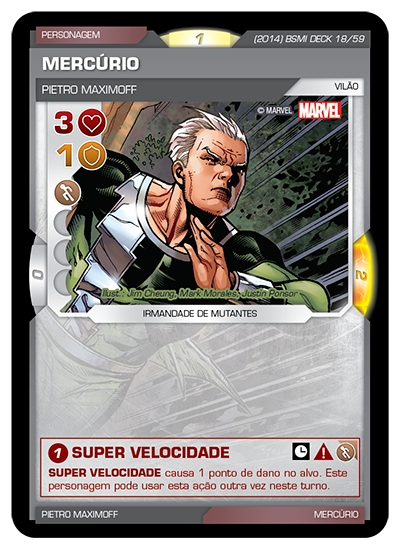 PERSONAGEM
1
(2014) BSMI DECK 18/59
MERCÚRIO
PIETRO MAXIMOFF
VILÃO
© MARVEL MARVEL
3
1
0
2
Ilust.: Jim Cheung, Mark Morales, Justin Ponsor
IRMANDADE DE MUTANTES
1 SUPER VELOCIDADE
SUPER VELOCIDADE causa 1 ponto de dano no alvo. Este
personagem pode usar esta ação outra vez neste turno.
PIETRO MAXIMOFF
MERCÚRIO